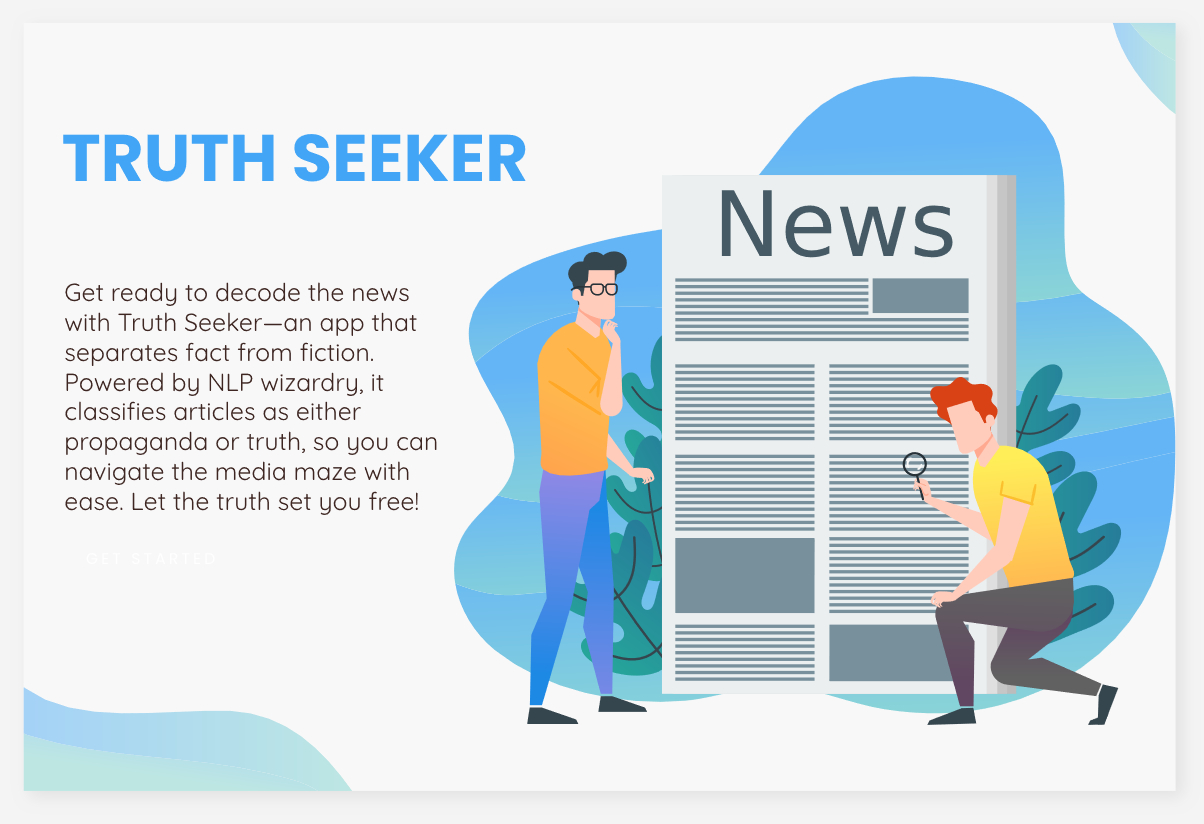 TRUTH SEEKER
News
Get ready to decode the news
with Truth Seeker—an app that
separates fact from fiction.
Powered by NLP wizardry, it
classifies articles as either
propaganda or truth, so you can
navigate the media maze with
ease. Let the truth set you free!
GET STARTED